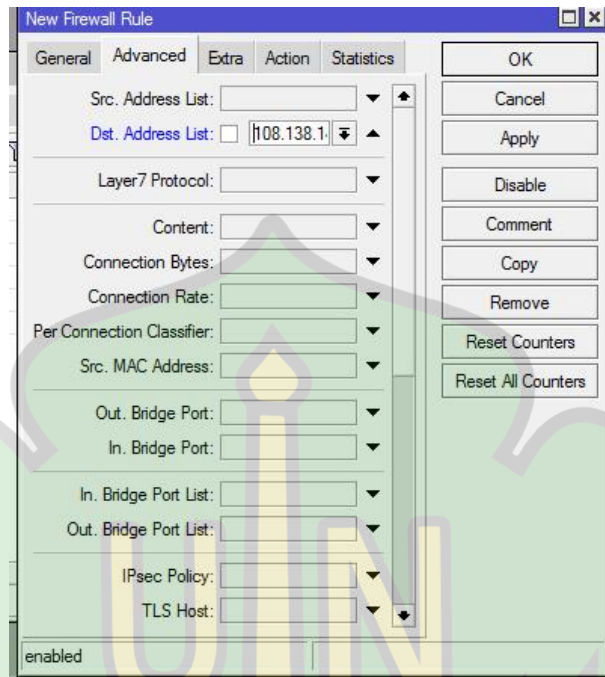 New Firewall Rule
General Advanced Extra Action Statistics
OK
Src. Address List:
Cancel
Dst. Address List: 108.138.1
Apply
Layer7 Protocol:
Disable
Content:
Comment
Connection Bytes:
Copy
Connection Rate:
Remove
Per Connection Classifier:
Reset Counters
Src. MAC Address:
Reset All Counters
Out. Bridge Port:
In. Bridge Port:
In. Bridge Port List:
Out. Bridge Port List:
IPsec Policy:
TLS Host:
enabled
UIN